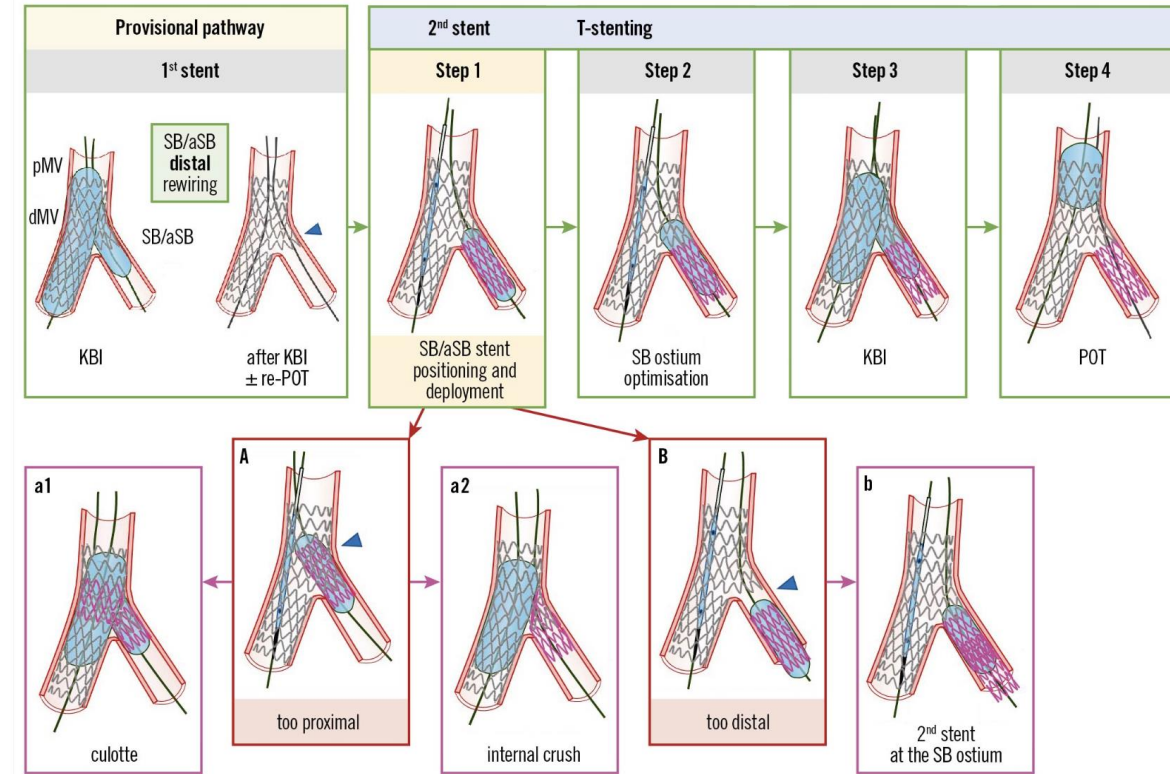 Provisional pathway
2nd stent
T-stenting
1st stent
Step 1
Step 2
Step 3
Step 4
pMV
dMV
SB/aSB
distal
rewiring
SB/aSB
KBI
after KBI
± re-POT
SB/aSB stent
positioning and
deployment
SB ostium
optimisation
KBI
POT
a1
culotte
A
too proximal
a2
internal crush
B
too distal
b
2nd stent
at the SB ostium